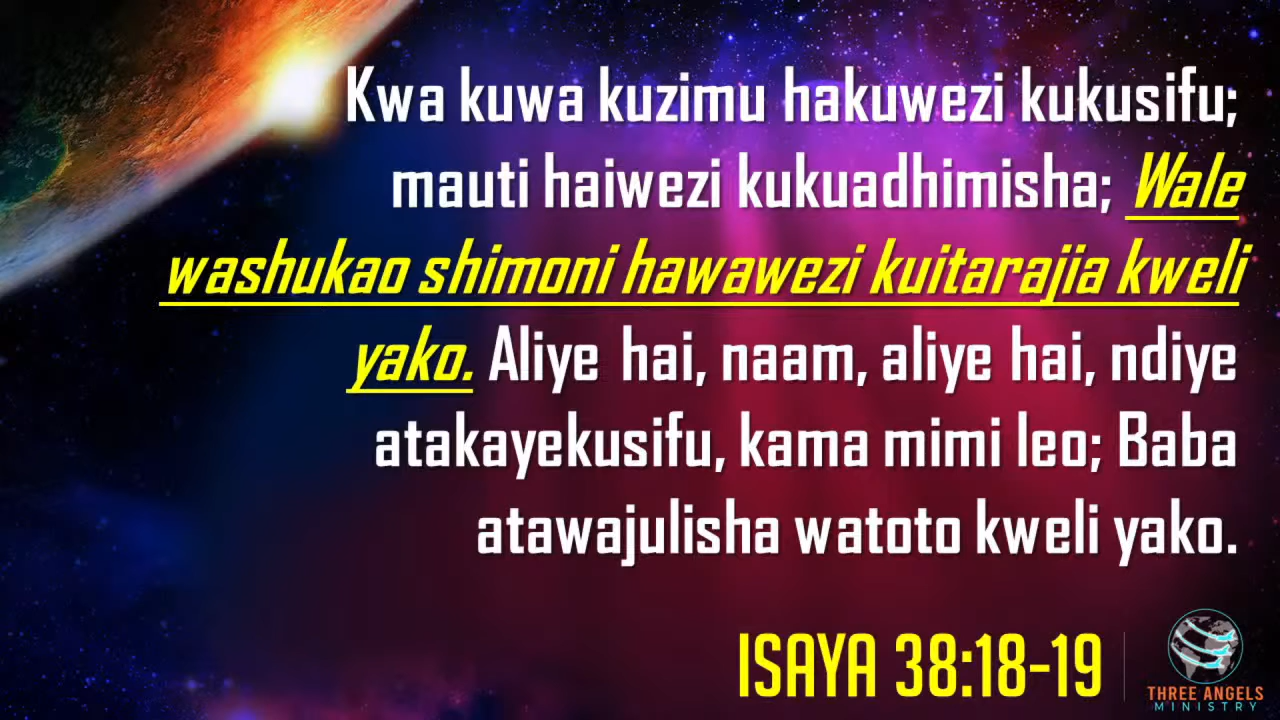 Kwa kuwa kuzimu hakuwezi kukusifu;
mauti haiwezi kukuadhimisha; Wale
washukao shimoni hawawezi kuitarajia kweli
yako. Aliye hai, naam, aliye hai, ndiye
atakayekusifu, kama mimi leo; Baba
atawajulisha watoto kweli yako.
ISAYA 38:18-19
THREE ANGELS
MINISTRY